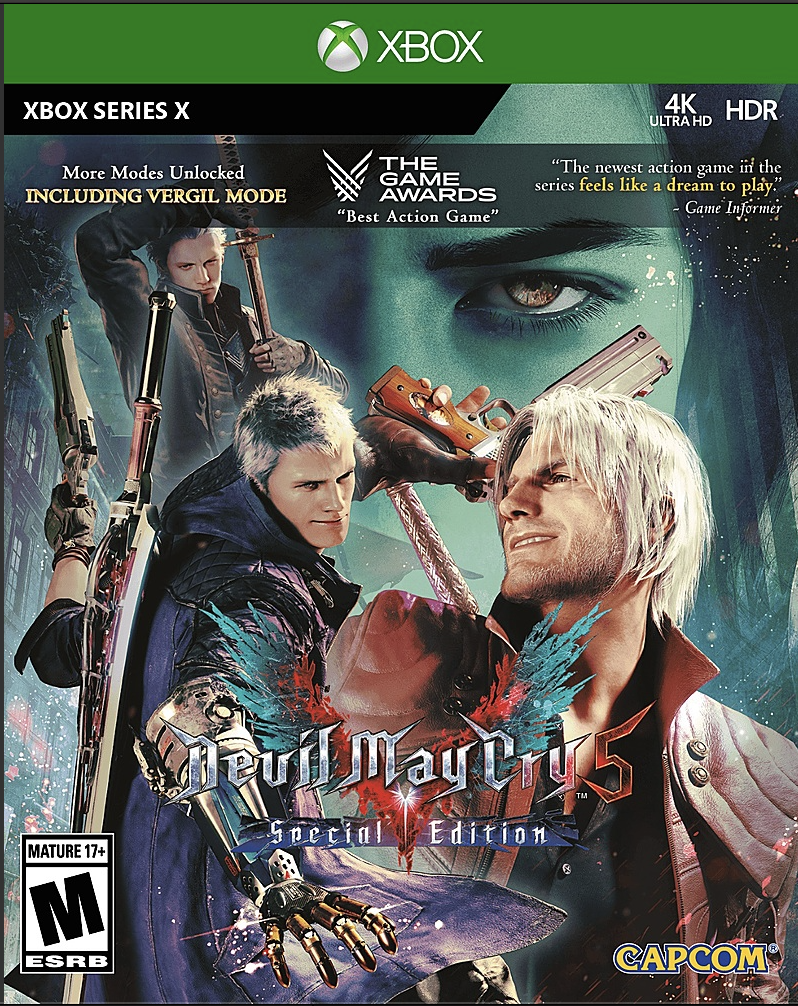 XBOX
XBOX SERIES X
4K
ULTRA HD
HDR
More Modes Unlocked
INCLUDING VERGIL MODE
THE
GAME
AWARDS
“Best Action Game”
“The newest action game in the
series feels like a dream to play.”
- Game Informer
Devil May Cry 5
TM
Special Edition
MATURE 17+
M
ESRB
CAPCOM®